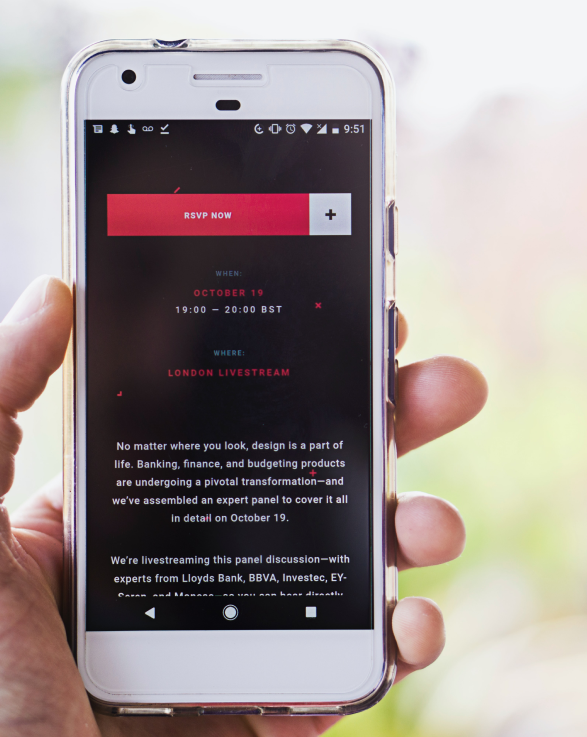 9:51
RSVP NOW
+
WHEN:
OCTOBER 19
19:00 — 20:00 BST
WHERE:
LONDON LIVESTREAM
No matter where you look, design is a part of
life. Banking, finance, and budgeting products
are undergoing a pivotal transformation—and
we've assembled an expert panel to cover it all
in detail on October 19.
We're livestreaming this panel discussion—with
experts from Lloyds Bank, BBVA, Investec, EY-
Seren, and Monese—so you can hear directly